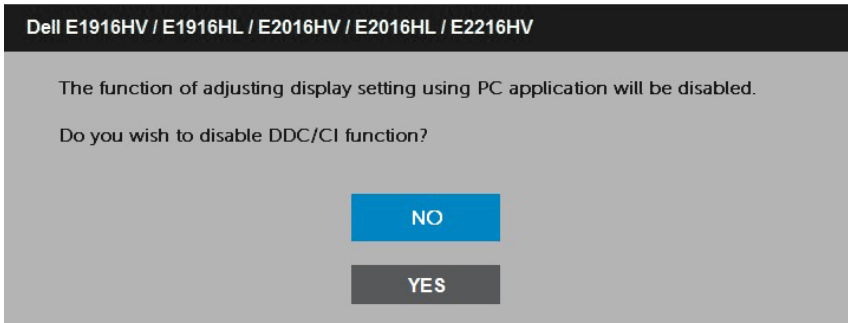 Dell E1916HV / E1916HL / E2016HV / E2016HL / E2216HV
The function of adjusting display setting using PC application will be disabled.
Do you wish to disable DDC/CI function?
NO
YES